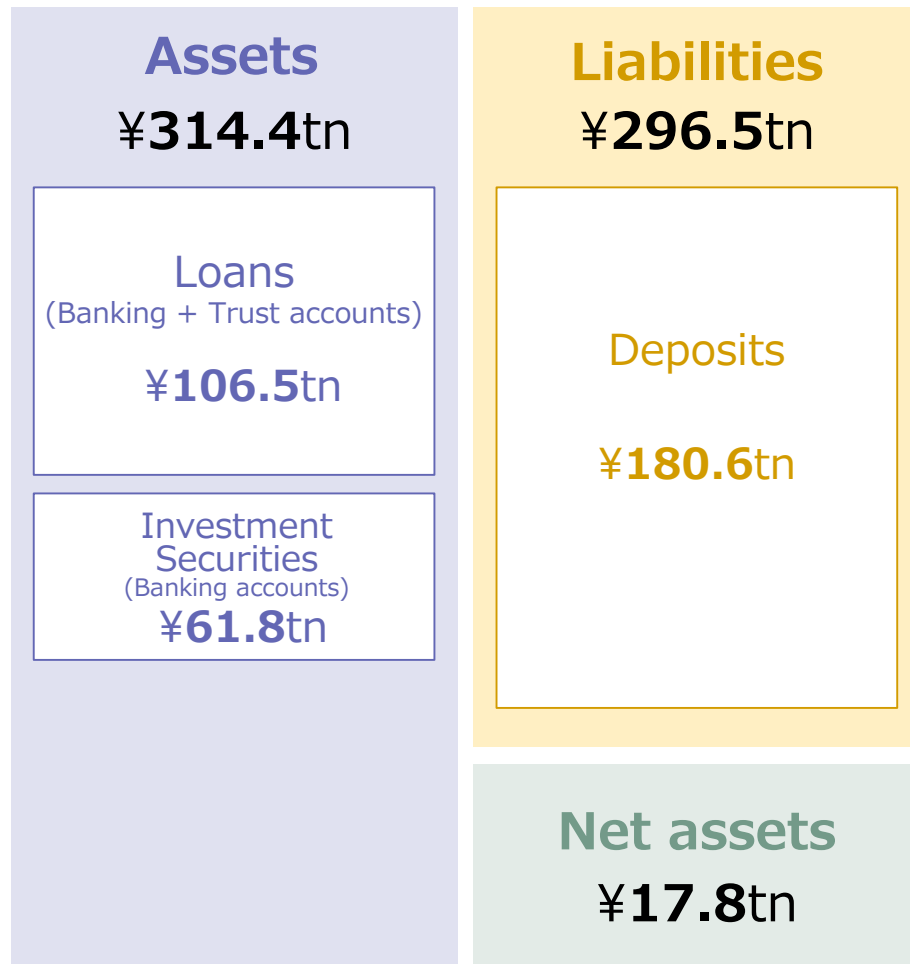 Assets
¥314.4tn
Loans
(Banking + Trust accounts)
¥106.5tn
Investment
Securities
(Banking accounts)
¥61.8tn
Liabilities
¥296.5tn
Deposits
¥180.6tn
Net assets
¥17.8tn